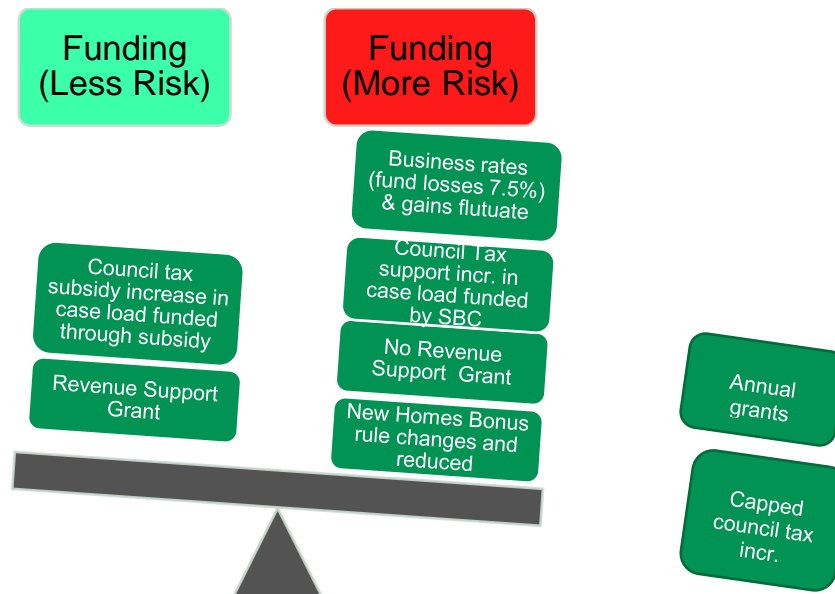 Funding
(Less Risk)
Funding
(More Risk)
Business rates
(fund losses 7.5%)
& gains flutuate
Council tax
subsidy increase in
case load funded
through subsidy
Revenue Support
Grant
Council Tax
support incr. in
case load funded
by SBC
No Revenue
Support Grant
New Homes Bonus
rule changes and
reduced
Annual
grants
Capped
council tax
incr.